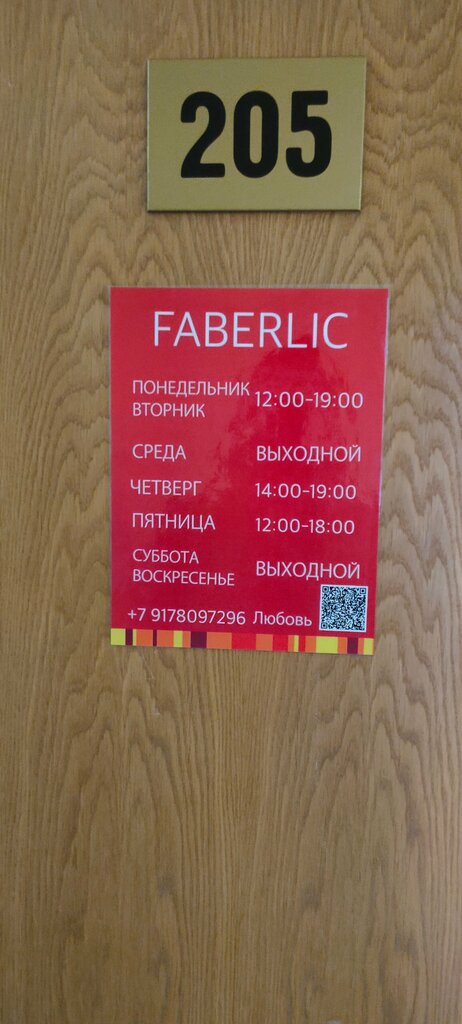 205
FABERLIC
ПОНЕДЕЛЬНИК
ВТОРНИК 12:00-19:00
СРЕДА ВЫХОДНОЙ
ЧЕТВЕРГ 14:00-19:00
ПЯТНИЦА 12:00-18:00
СУББОТА
ВОСКРЕСЕНЬЕ ВЫХОДНОЙ
+7 9178097296 Любовь